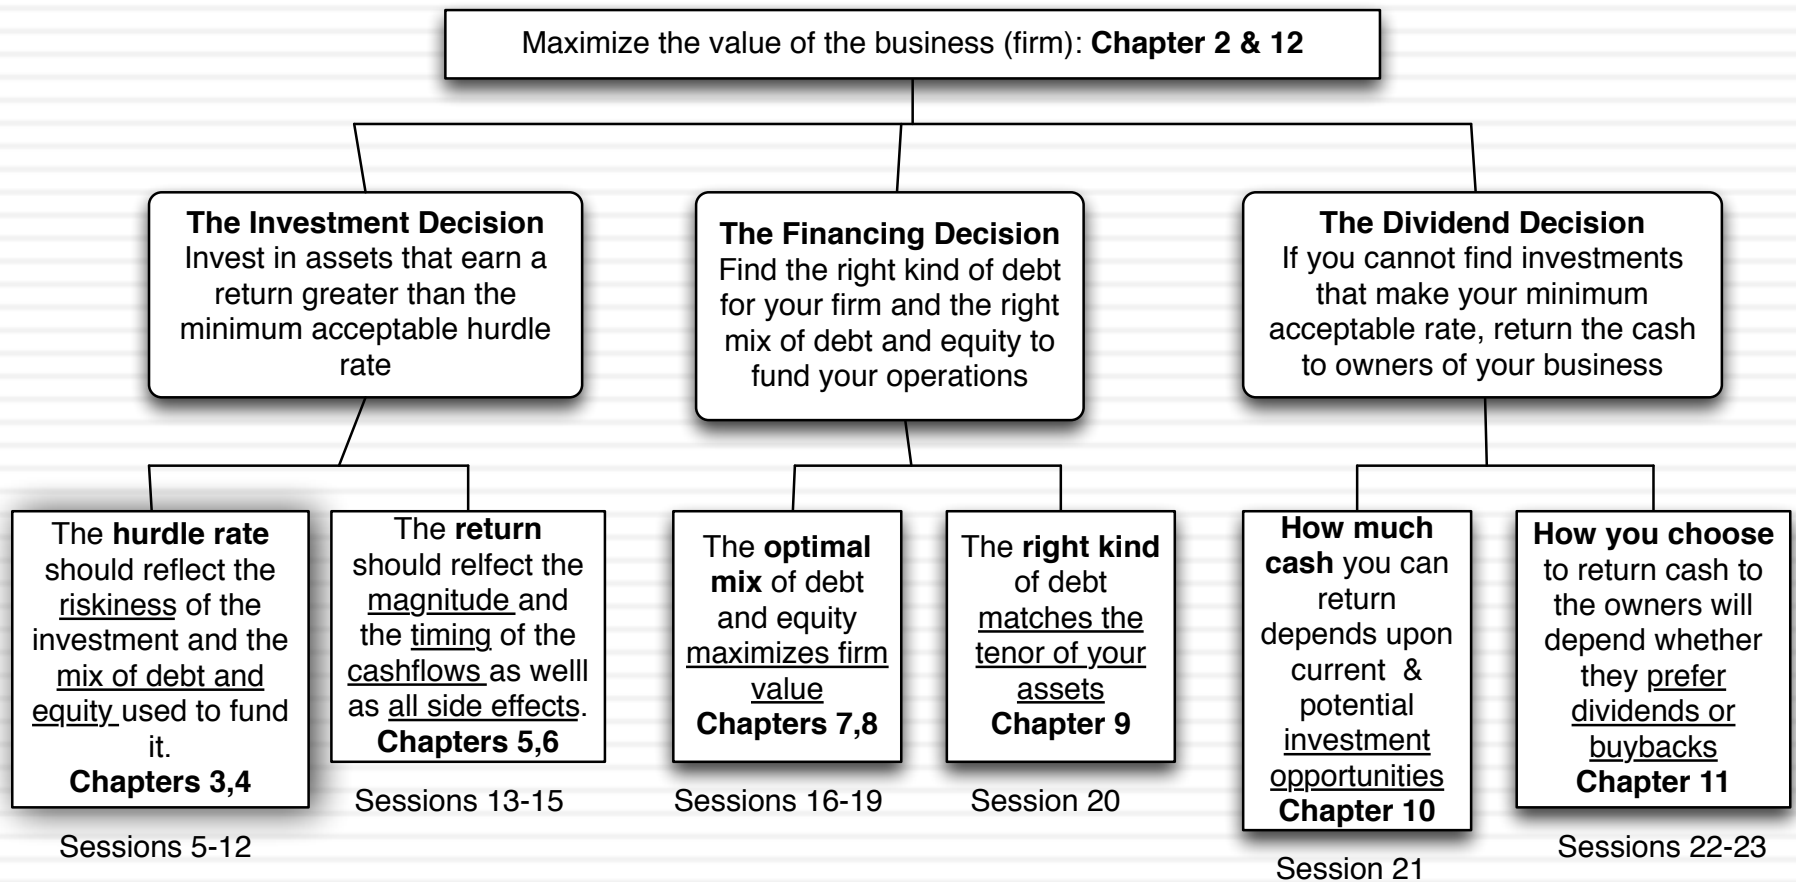 Maximize the value of the business (firm): Chapter 2 & 12
The Investment Decision
Invest in assets that earn a
return greater than the
minimum acceptable hurdle
rate
The Financing Decision
Find the right kind of debt
for your firm and the right
mix of debt and equity to
fund your operations
The Dividend Decision
If you cannot find investments
that make your minimum
acceptable rate, return the cash
to owners of your business
The hurdle rate
should reflect the
riskiness of the
investment and the
mix of debt and
equity used to fund
it.
Chapters 3,4
Sessions 5-12
The return
should relfect the
magnitude and
the timing of the
cashflows as welll
as all side effects.
Chapters 5,6
Sessions 13-15
The optimal
mix of debt
and equity
maximizes firm
value
Chapters 7,8
Sessions 16-19
The right kind
of debt
matches the
tenor of your
assets
Chapter 9
Session 20
How much
cash you can
return
depends upon
current &
potential
investment
opportunities
Chapter 10
Session 21
How you choose
to return cash to
the owners will
depend whether
they prefer
dividends or
buybacks
Chapter 11
Sessions 22-23